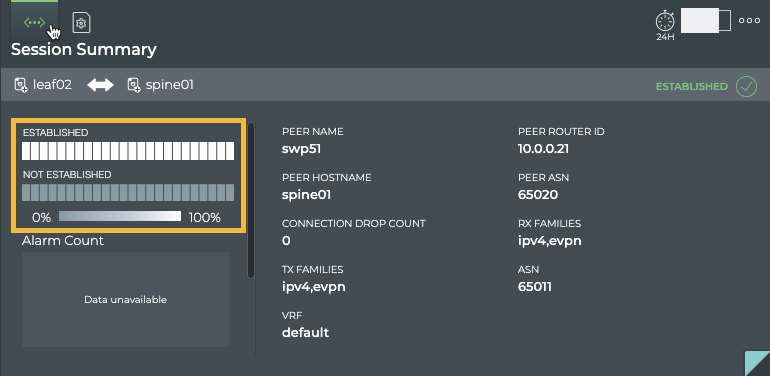 24H
Session Summary
leaf02 spine01 ESTABLISHED
ESTABLISHED
NOT ESTABLISHED
0% 100%
Alarm Count
Data unavailable
PEER NAME PEER ROUTER ID
swp51 10.0.0.21
PEER HOSTNAME PEER ASN
spine01 65020
CONNECTION DROP COUNT RX FAMILIES
0 ipv4,evpn
TX FAMILIES ASN
ipv4,evpn 65011
VRF
default